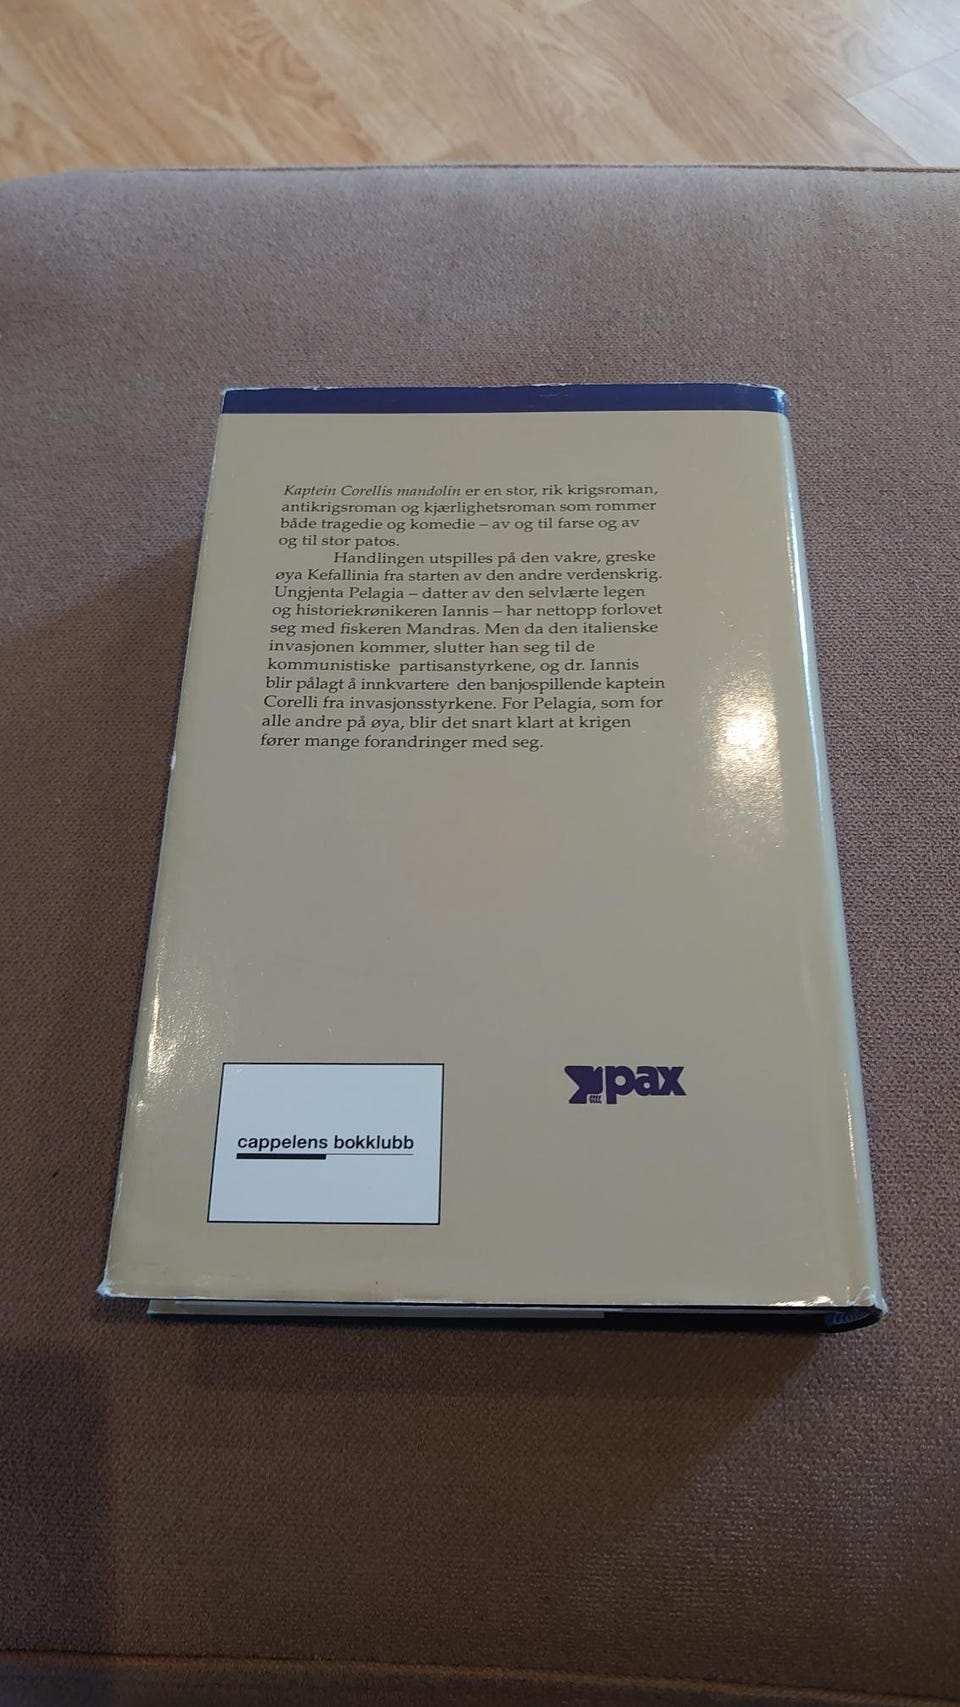 Kaptein Corellis mandolin er en stor, rik krigsroman,
antikrigsroman og kjærlighetsroman som rommer
både tragedie og komedie – av og til farse og av
og til stor patos.
Handlingen utspilles på den vakre, greske
øya Kefallinia fra starten av den andre verdenskrig.
Ungjenta Pelagia – datter av den selvlærte legen
og historiekrønikeren Iannis – har nettopp forlovet
seg med fiskeren Mandras. Men da den italienske
invasjonen kommer, slutter han seg til de
kommunistiske partisanstyrkene, og dr. Iannis
blir pålagt å innkvartere den banjospillende kaptein
Corelli fra invasjonsstyrkene. For Pelagia, som for
alle andre på øya, blir det snart klart at krigen
fører mange forandringer med seg.
cappelens bokklubb
pax